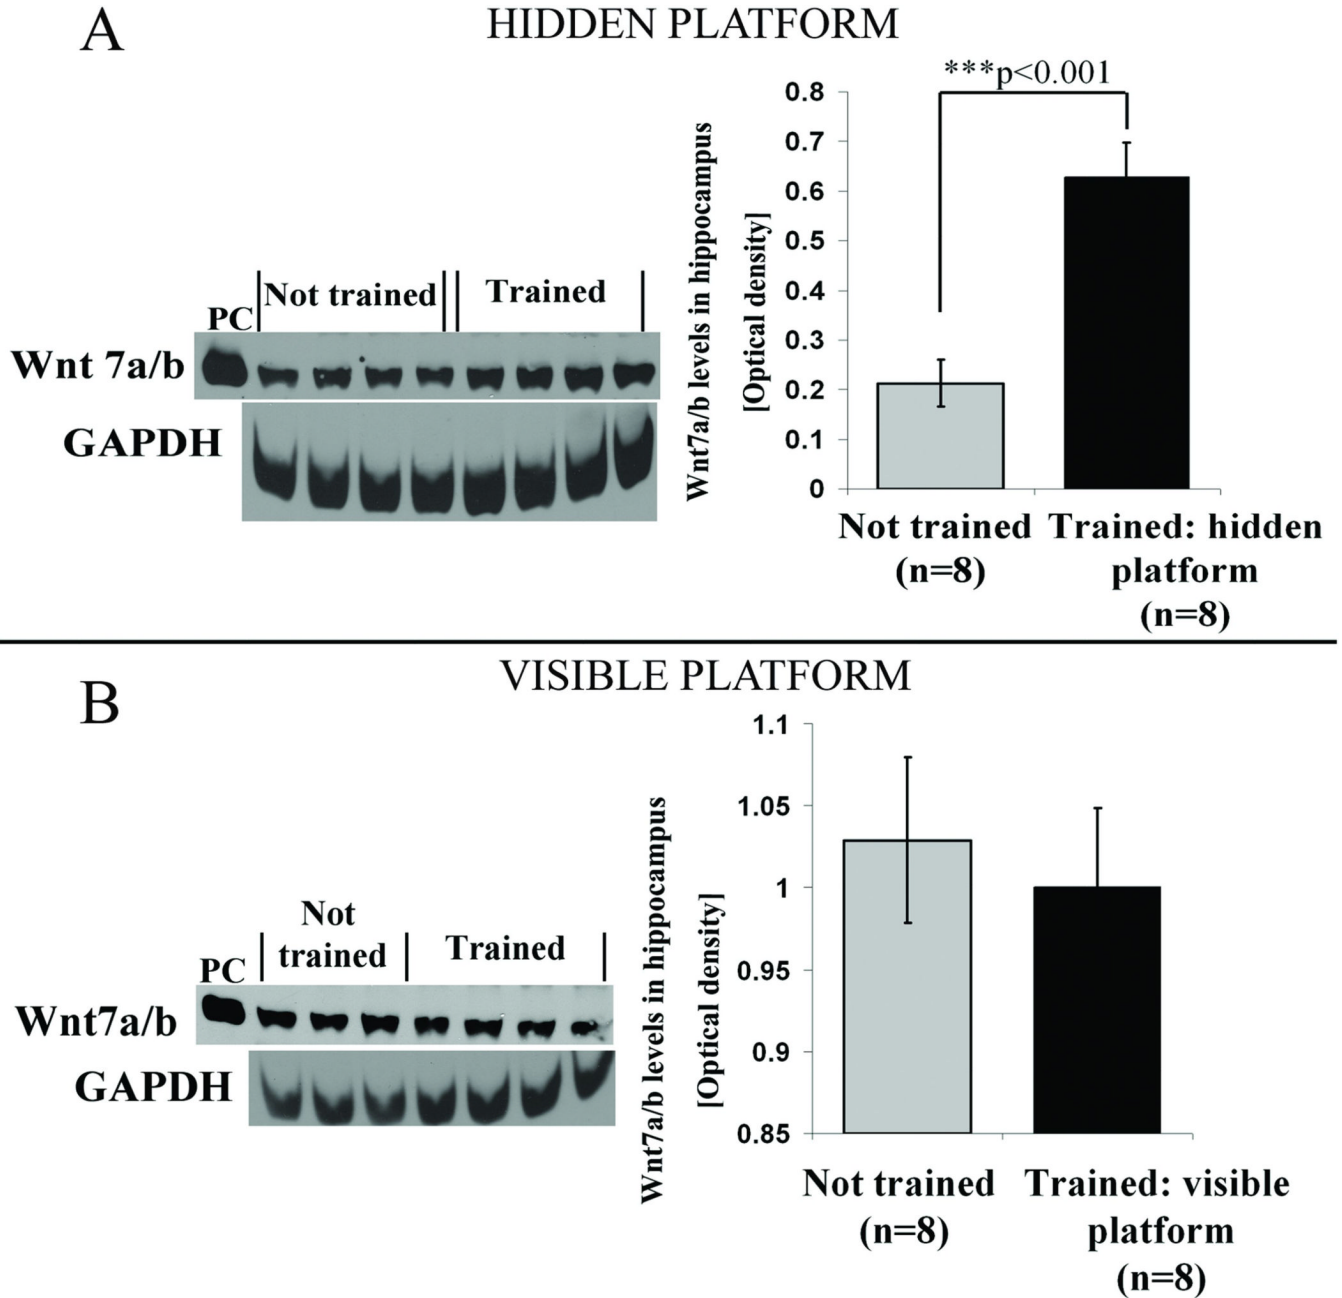 A
HIDDEN PLATFORM
PC
Not trained
Trained
Wnt 7a/b
GAPDH
Wnt7a/b levels in hippocampus
[Optical density]
***p<0.001
0.8
0.7
0.6
0.5
0.4
0.3
0.2
0.1
0
Not trained
(n=8)
Trained: hidden
platform
(n=8)
B
VISIBLE PLATFORM
PC
Not
trained
Trained
Wnt7a/b
GAPDH
Wnt7a/b levels in hippocampus
[Optical density]
1.1
1.05
1
0.95
0.9
0.85
Not trained
(n=8)
Trained: visible
platform
(n=8)